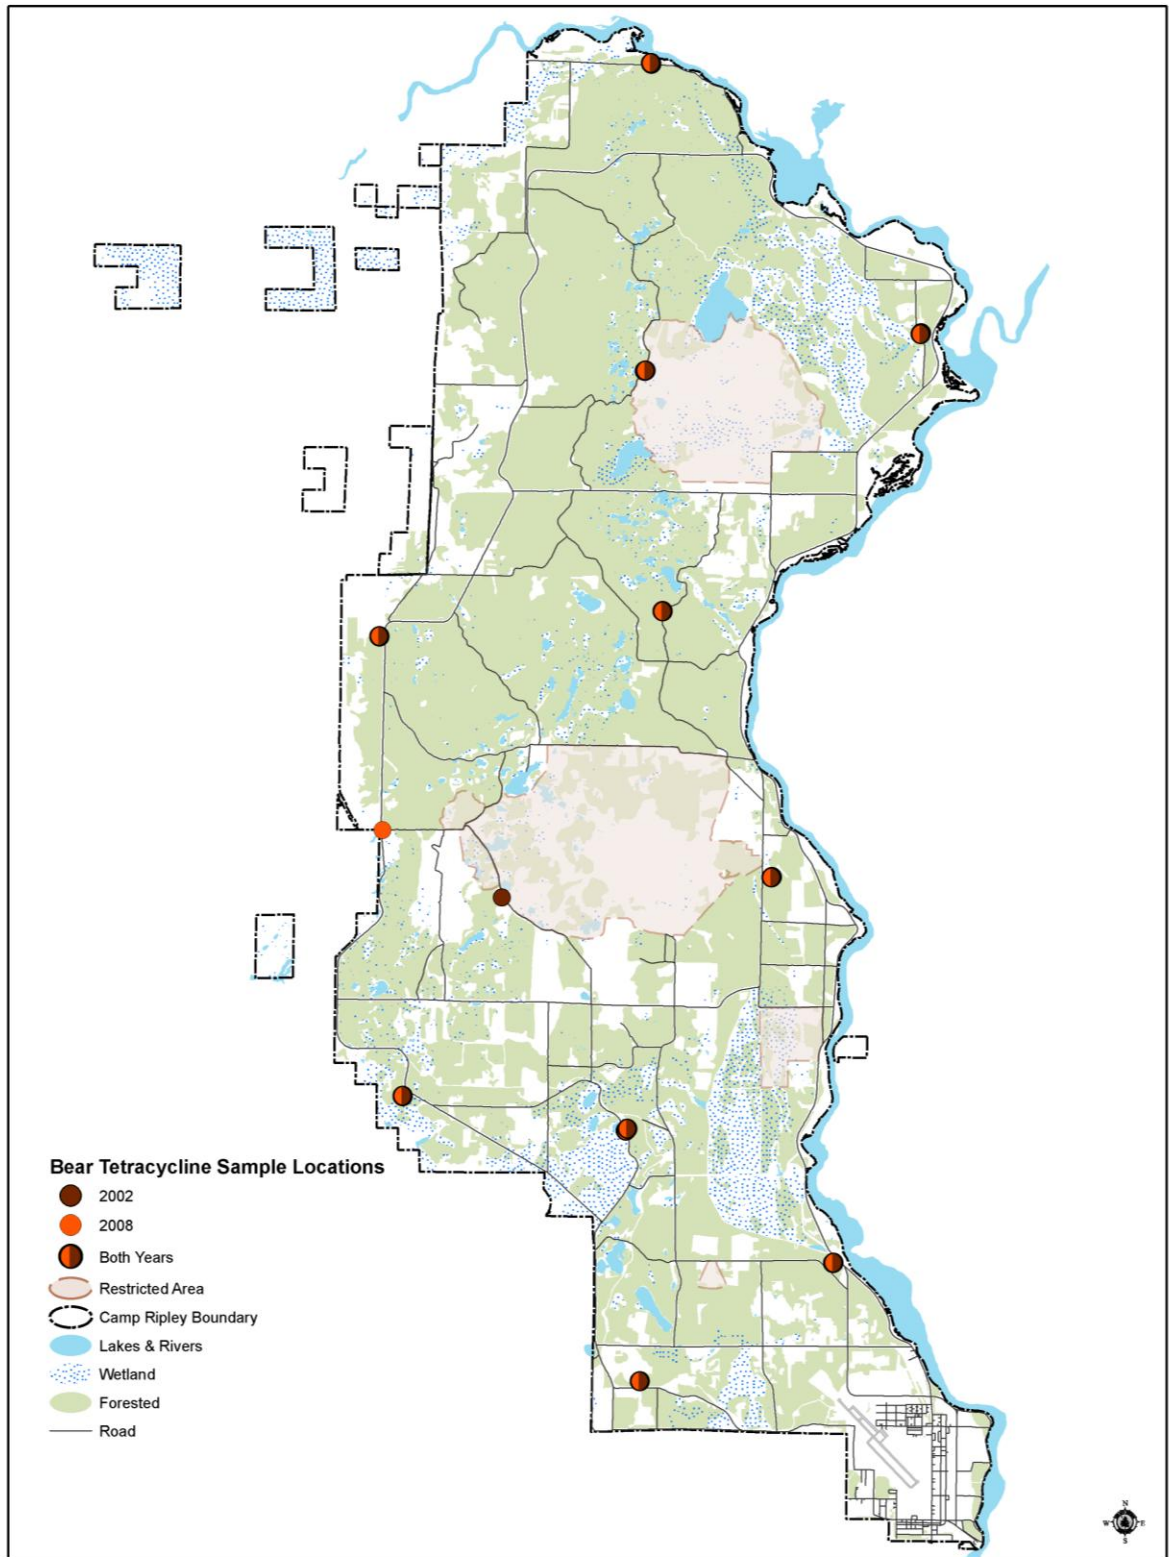 Bear Tetracycline Sample Locations
2002
2008
Both Years
Restricted Area
Camp Ripley Boundary
Lakes & Rivers
Wetland
Forested
Road
N
W E
S